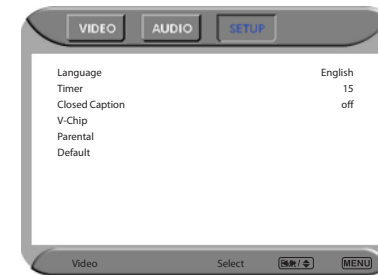 VIDEO AUDIO SETUP
Language English
Timer 15
Closed Caption off
V-Chip
Parental
Default
Video Select / MENU